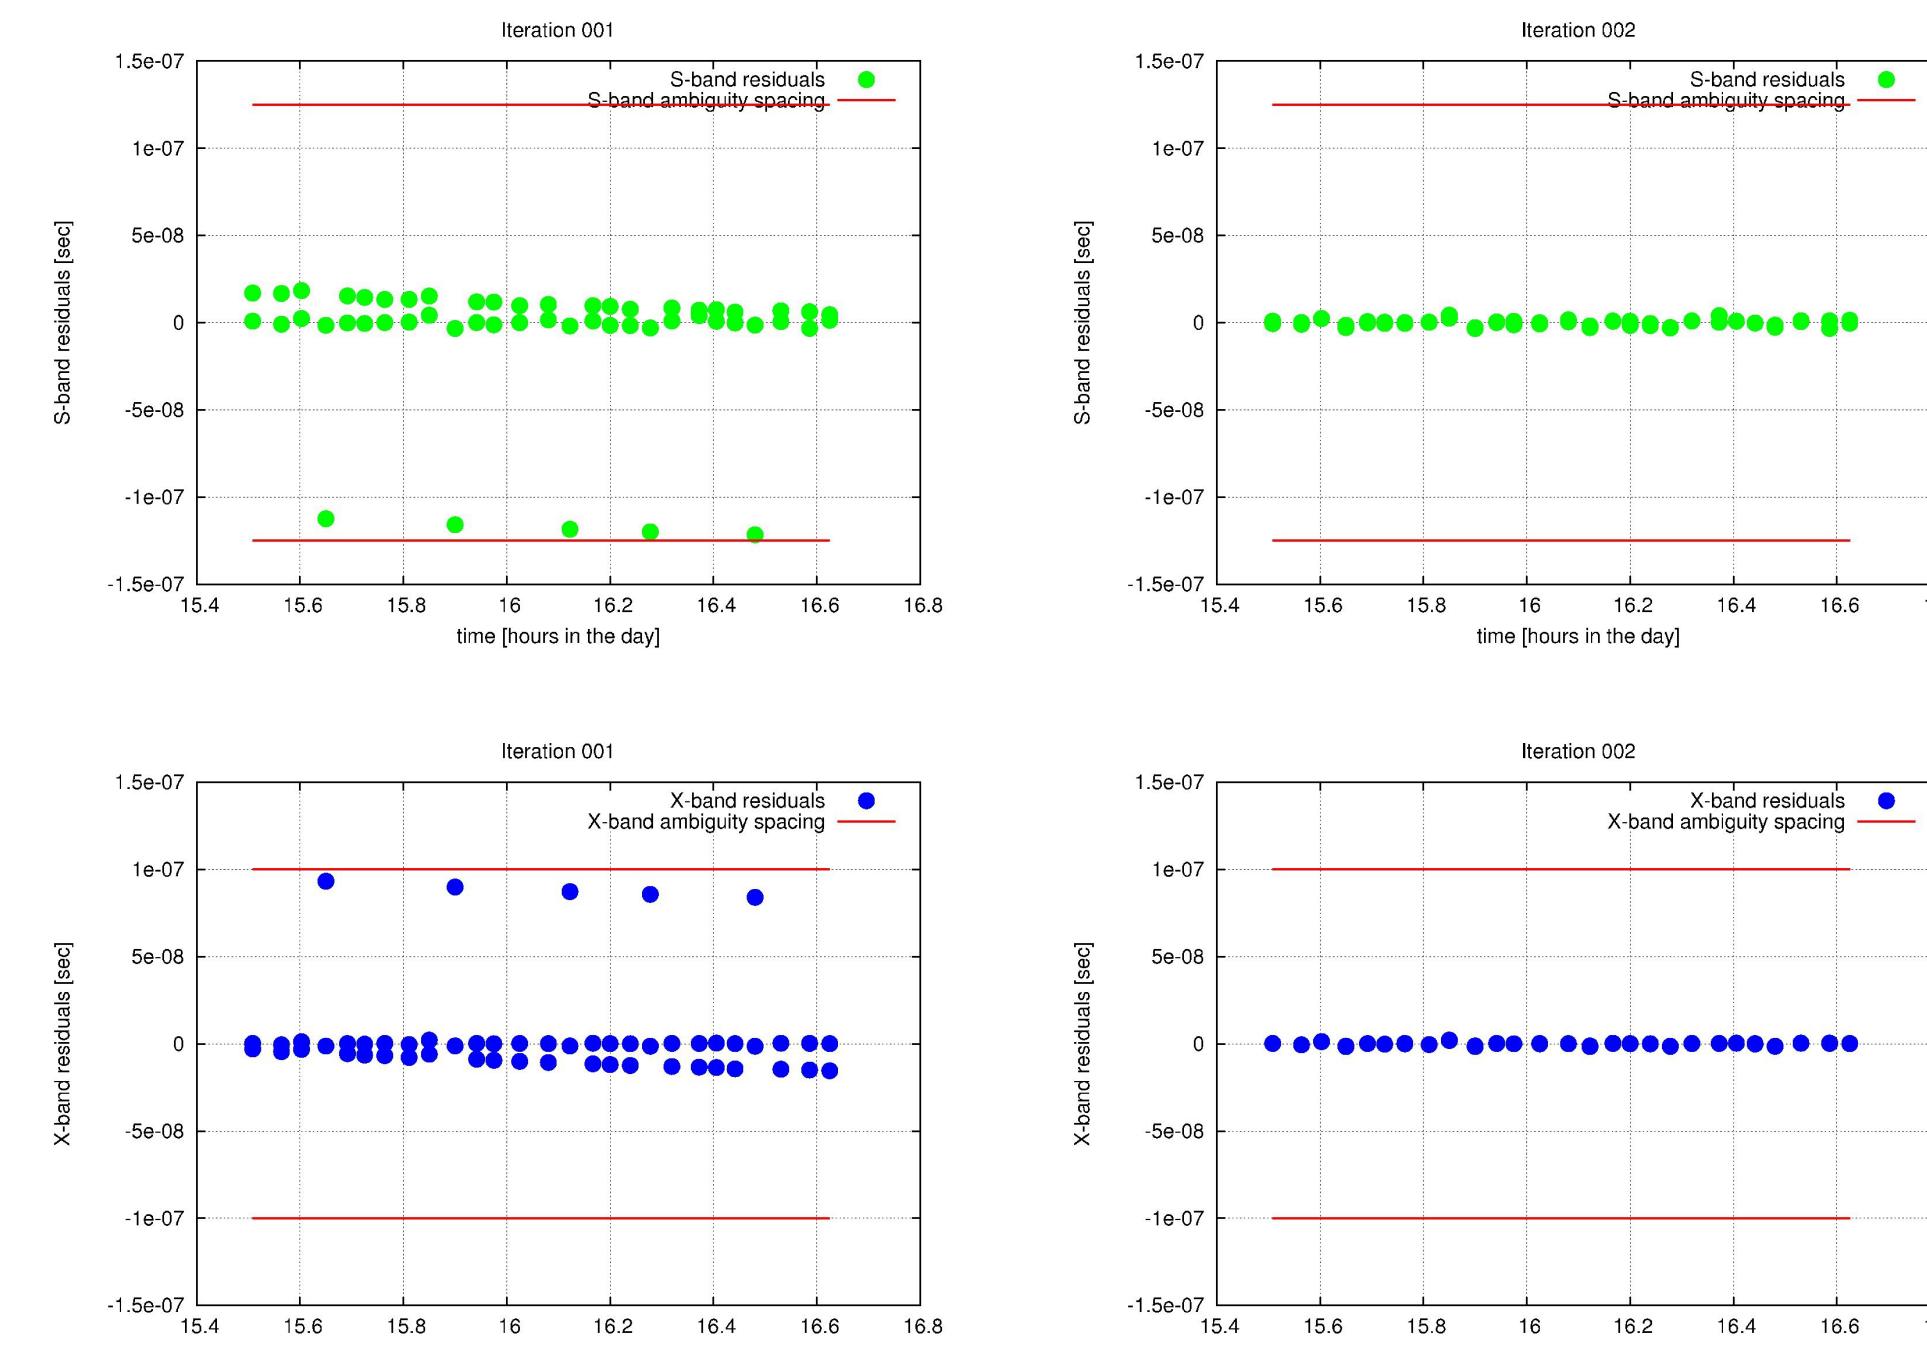 Iteration 001
1.5e-07
1e-07
5e-08
0
-5e-08
-1e-07
-1.5e-07
S-band residuals [sec]
S-band residuals
S-band ambiguity spacing
15.4 15.6 15.8 16 16.2 16.4 16.6 16.8
time [hours in the day]
Iteration 002
1.5e-07
1e-07
5e-08
0
-5e-08
-1e-07
-1.5e-07
S-band residuals [sec]
S-band residuals
S-band ambiguity spacing
15.4 15.6 15.8 16 16.2 16.4 16.6
time [hours in the day]
Iteration 001
1.5e-07
1e-07
5e-08
0
-5e-08
-1e-07
-1.5e-07
X-band residuals [sec]
X-band residuals
X-band ambiguity spacing
15.4 15.6 15.8 16 16.2 16.4 16.6 16.8
Iteration 002
1.5e-07
1e-07
5e-08
0
-5e-08
-1e-07
-1.5e-07
X-band residuals [sec]
X-band residuals
X-band ambiguity spacing
15.4 15.6 15.8 16 16.2 16.4 16.6